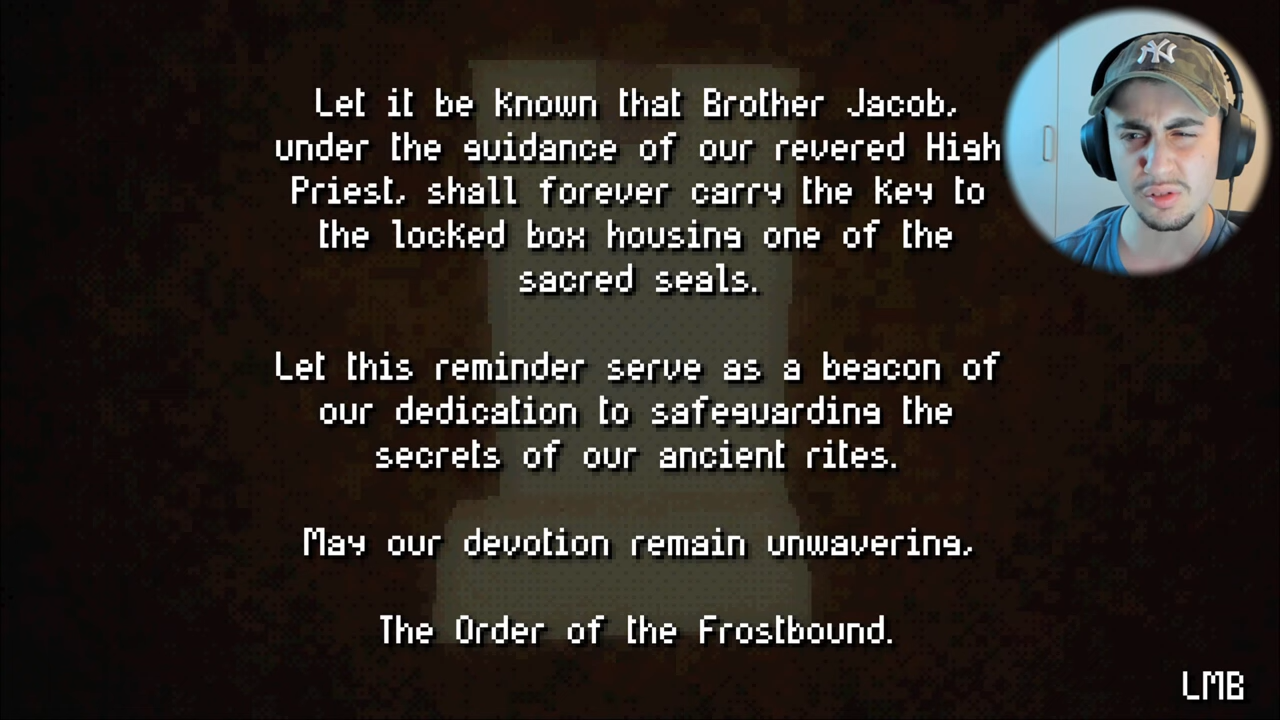 Let it be known that Brother Jacob,
under the guidance of our revered High
Priest, shall forever carry the key to
the locked box housing one of the
sacred seals.
Let this reminder serve as a beacon of
our dedication to safeguarding the
secrets of our ancient rites.
May our devotion remain unwavering,
The Order of the Frostbound.
LMB
NY